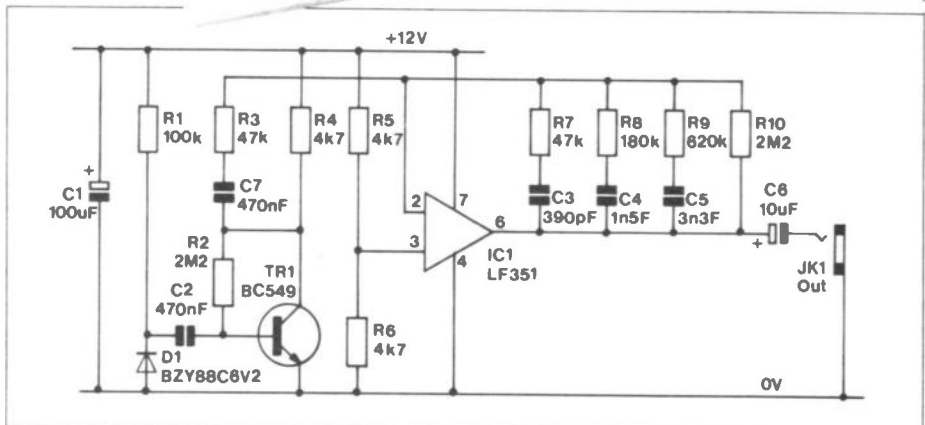 +12V
R1
100k
R3
47k
R4
4k7
R5
4k7
R7
47k
R8
180k
R9
620k
R10
2M2
C1
100uF
+
C7
470nF
C3
390pF
C4
1n5F
C5
3n3F
C6
10uF
+
R2
2M2
C2
470nF
TR1
BC549
2
3
7
6
4
IC1
LF351
R6
4k7
D1
BZY88C6V2
JK1
Out
0V